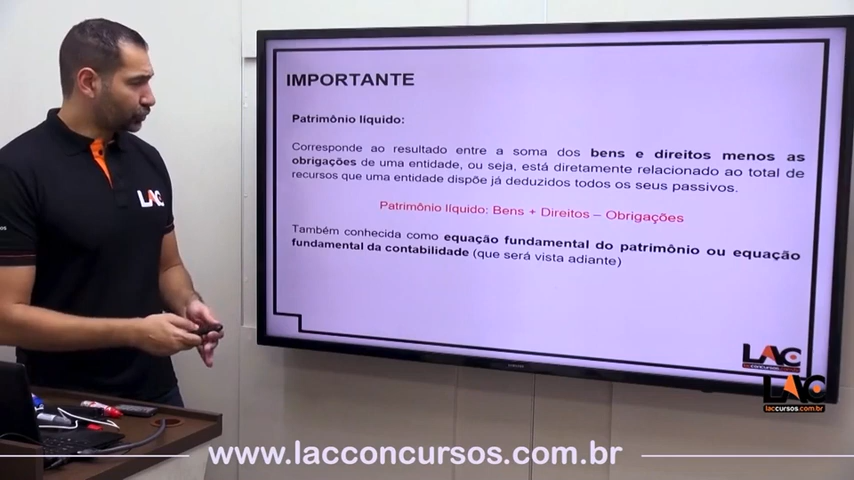 IMPORTANTE
Patrimônio líquido:
Corresponde ao resultado entre a soma dos bens e direitos menos as
obrigações de uma entidade, ou seja, está diretamente relacionado ao total de
recursos que uma entidade dispõe já deduzidos todos os seus passivos.
Patrimônio líquido: Bens + Direitos – Obrigações
Também conhecida como equação fundamental do patrimônio ou equação
fundamental da contabilidade (que será vista adiante)
LAC
LAC
CONCURSOS
LAC
lacconcursos.com.br
www.lacconcursos.com.br